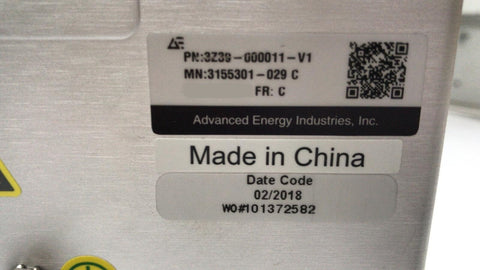 PN:3Z39-000011-V1
MN:3155301-029 C
FR: C
Advanced Energy Industries, Inc.
Made in China
Date Code
02/2018
WO#101372582